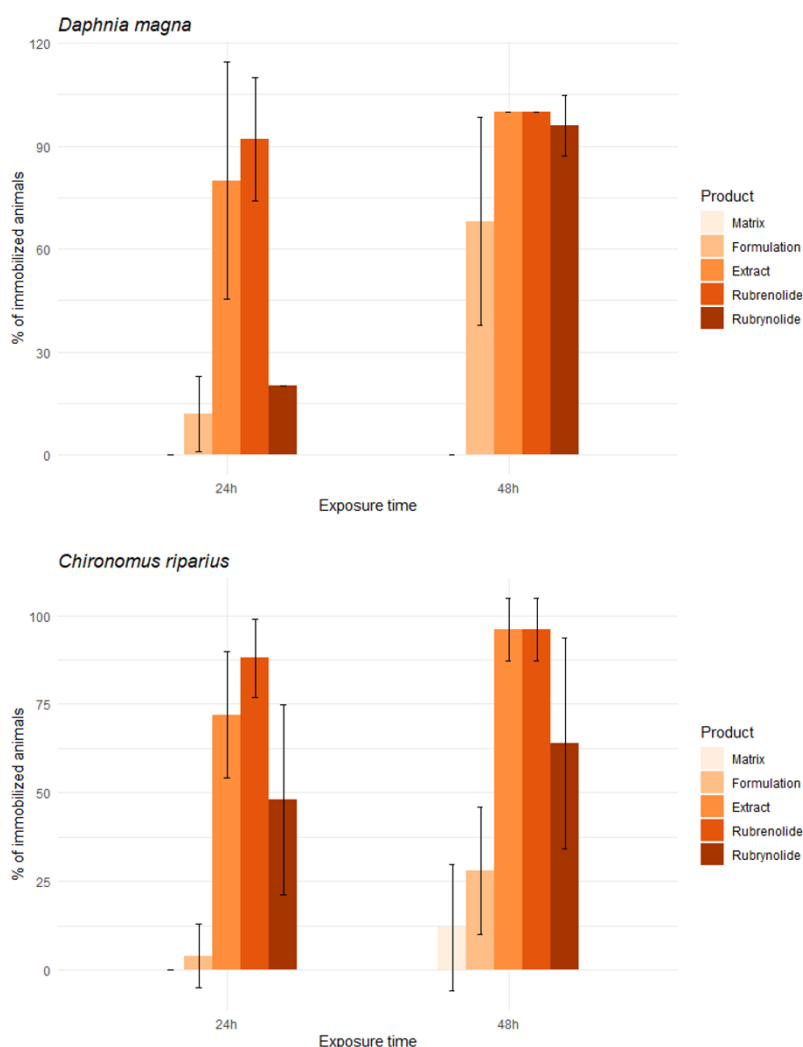 Daphnia magna
120
90
60
30
0
% of immobilized animals
24h
48h
Exposure time
Product
Matrix
Formulation
Extract
Rubrenolide
Rubrynolide
Chironomus riparius
100
75
50
25
0
% of immobilized animals
24h
48h
Exposure time
Product
Matrix
Formulation
Extract
Rubrenolide
Rubrynolide